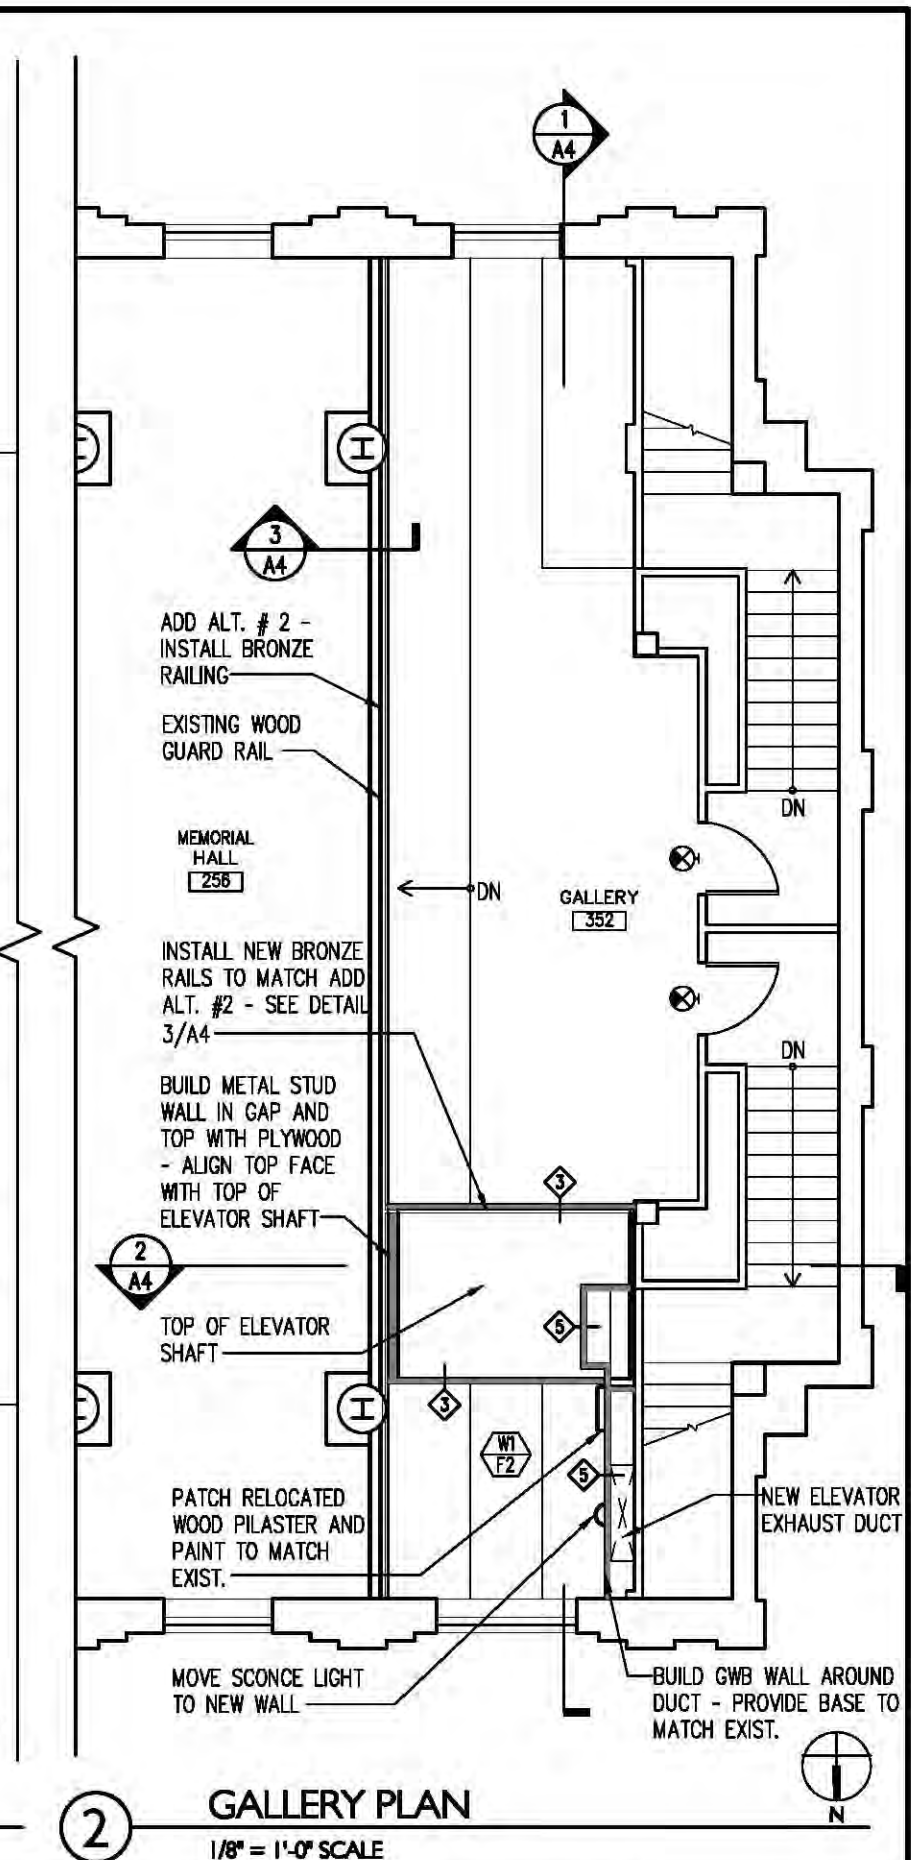 1
A4
3
A4
ADD ALT. # 2 -
INSTALL BRONZE
RAILING
EXISTING WOOD
GUARD RAIL
DN
MEMORIAL
HALL
256
DN
GALLERY
352
INSTALL NEW BRONZE
RAILS TO MATCH ADD
ALT. #2 - SEE DETAIL
3/A4
DN
BUILD METAL STUD
WALL IN GAP AND
TOP WITH PLYWOOD
- ALIGN TOP FACE
WITH TOP OF
ELEVATOR SHAFT
3
2
A4
TOP OF ELEVATOR
SHAFT
5
3
W1
F2
5
PATCH RELOCATED
WOOD PILASTER AND
PAINT TO MATCH
EXIST.
NEW ELEVATOR
EXHAUST DUCT
MOVE SCONCE LIGHT
TO NEW WALL
BUILD GWB WALL AROUND
DUCT - PROVIDE BASE TO
MATCH EXIST.
N
2
GALLERY PLAN
1/8" = 1'-0" SCALE